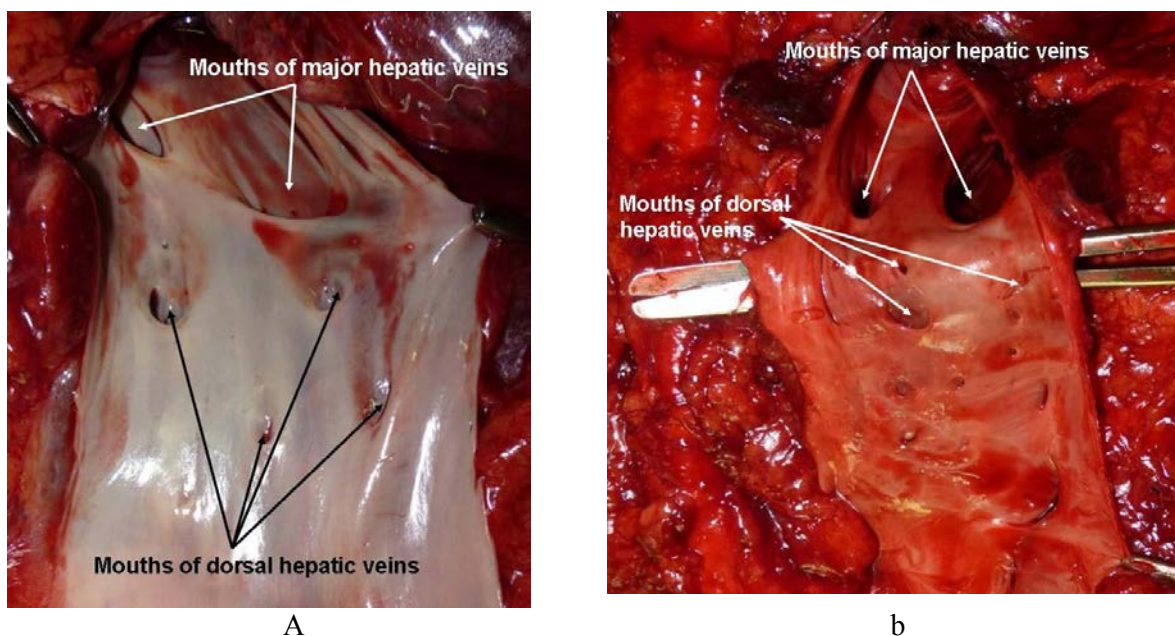 Mouths of major hepatic veins
Mouths of dorsal hepatic veins
A
Mouths of major hepatic veins
Mouths of dorsal
hepatic veins
b